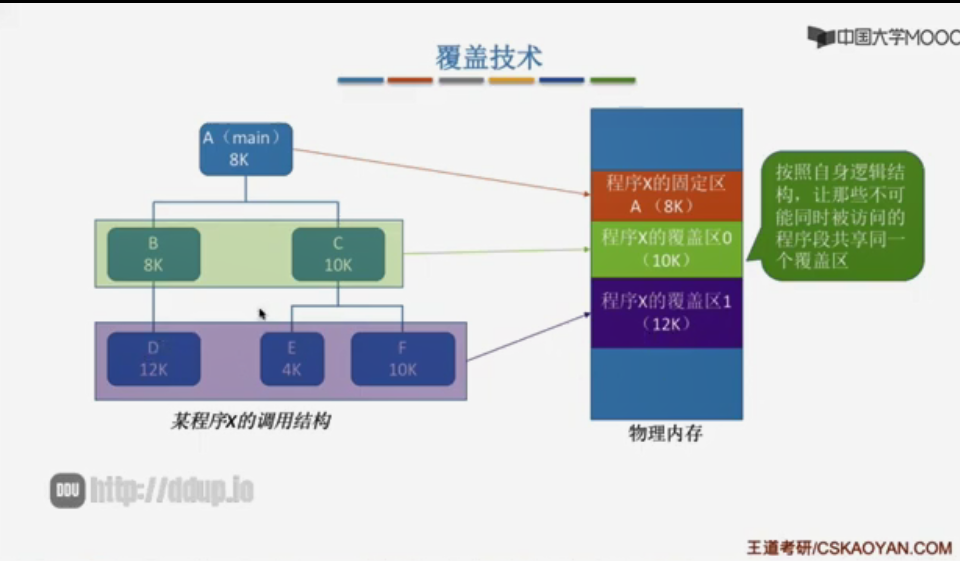 中国大学MOOC
覆盖技术
A（main）
8K
B
8K
C
10K
D
12K
E
4K
F
10K
某程序X的调用结构
程序X的固定区
A （8K）
程序X的覆盖区0
（10K）
程序X的覆盖区1
（12K）
物理内存
按照自身逻辑结
构，让那些不可
能同时被访问的
程序段共享同一
个覆盖区
DDU http://ddup.io
王道考研/CSKAOYAN.COM